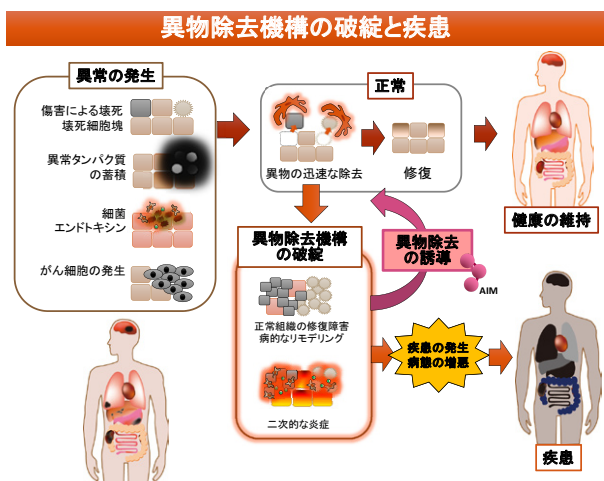 異物除去機構の破綻と疾患
異常の発生
傷害による壊死
壊死細胞塊
異常タンパク質
の蓄積
細菌
エンドトキシン
がん細胞の発生
正常
異物の迅速な除去
修復
健康の維持
異物除去機構
の破綻
正常組織の修復障害
病的なリモデリング
二次的な炎症
異物除去
の誘導
AIM
疾患の発生
病態の増悪
疾患